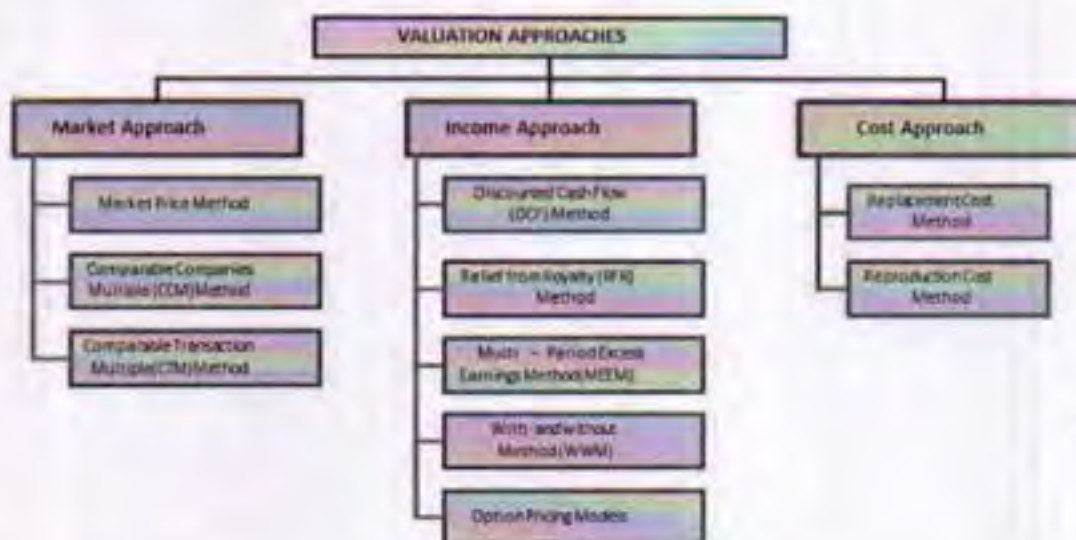 VALUATION APPROACHES
Market Approach
Market Price Method
Comparable Companies
Multiple (CCM) Method
Comparable Transaction
Multiple (CTM) Method
Income Approach
Discounted Cash Flow
(DCF) Method
Relief from Royalty (RFR)
Method
Multi - Period Excess
Earnings Method (MEEM)
With and without
Method (WWM)
Option Pricing Models
Cost Approach
Replacement Cost
Method
Reproduction Cost
Method